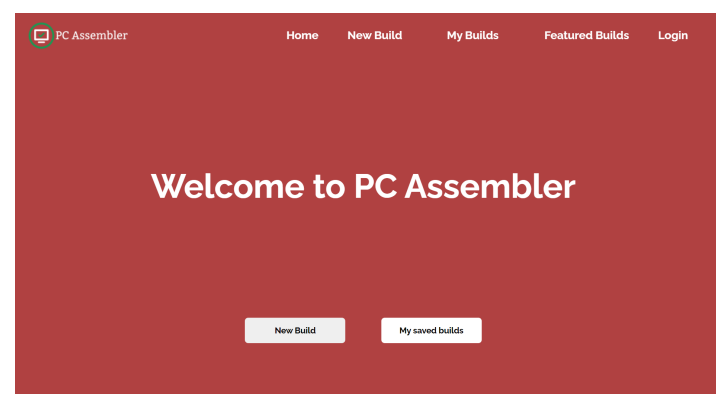 PC Assembler
Home New Build My Builds Featured Builds Login
Welcome to PC Assembler
New Build
My saved builds